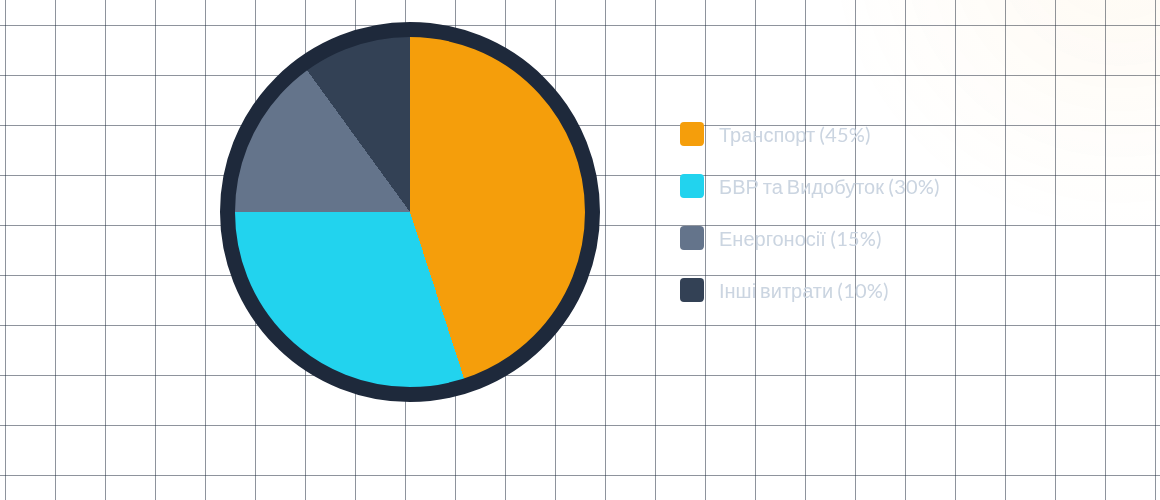 Транспорт (45%)
БВР та Видобуток (30%)
Енергоносії (15%)
Інші витрати (10%)